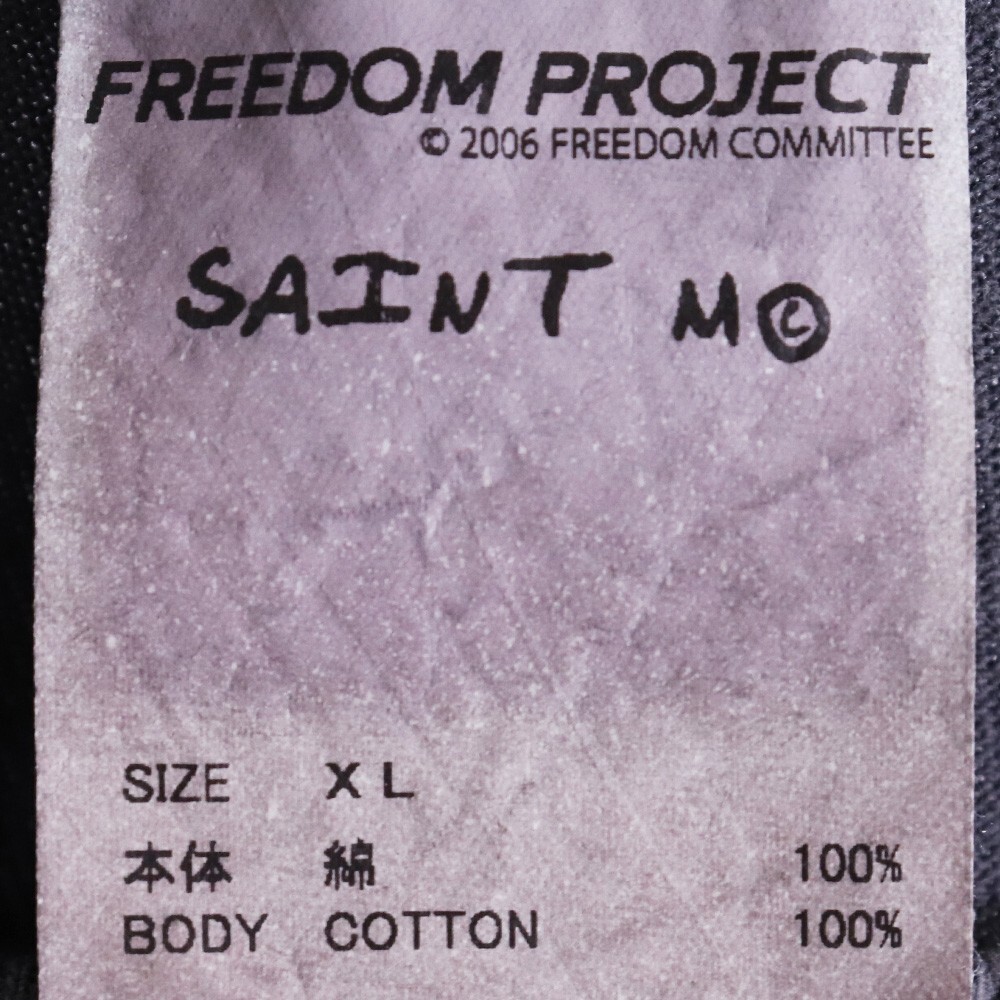 FREEDOM PROJECT
© 2006 FREEDOM COMMITTEE
SAINT M©
SIZE XL
本体 綿 100%
BODY COTTON 100%